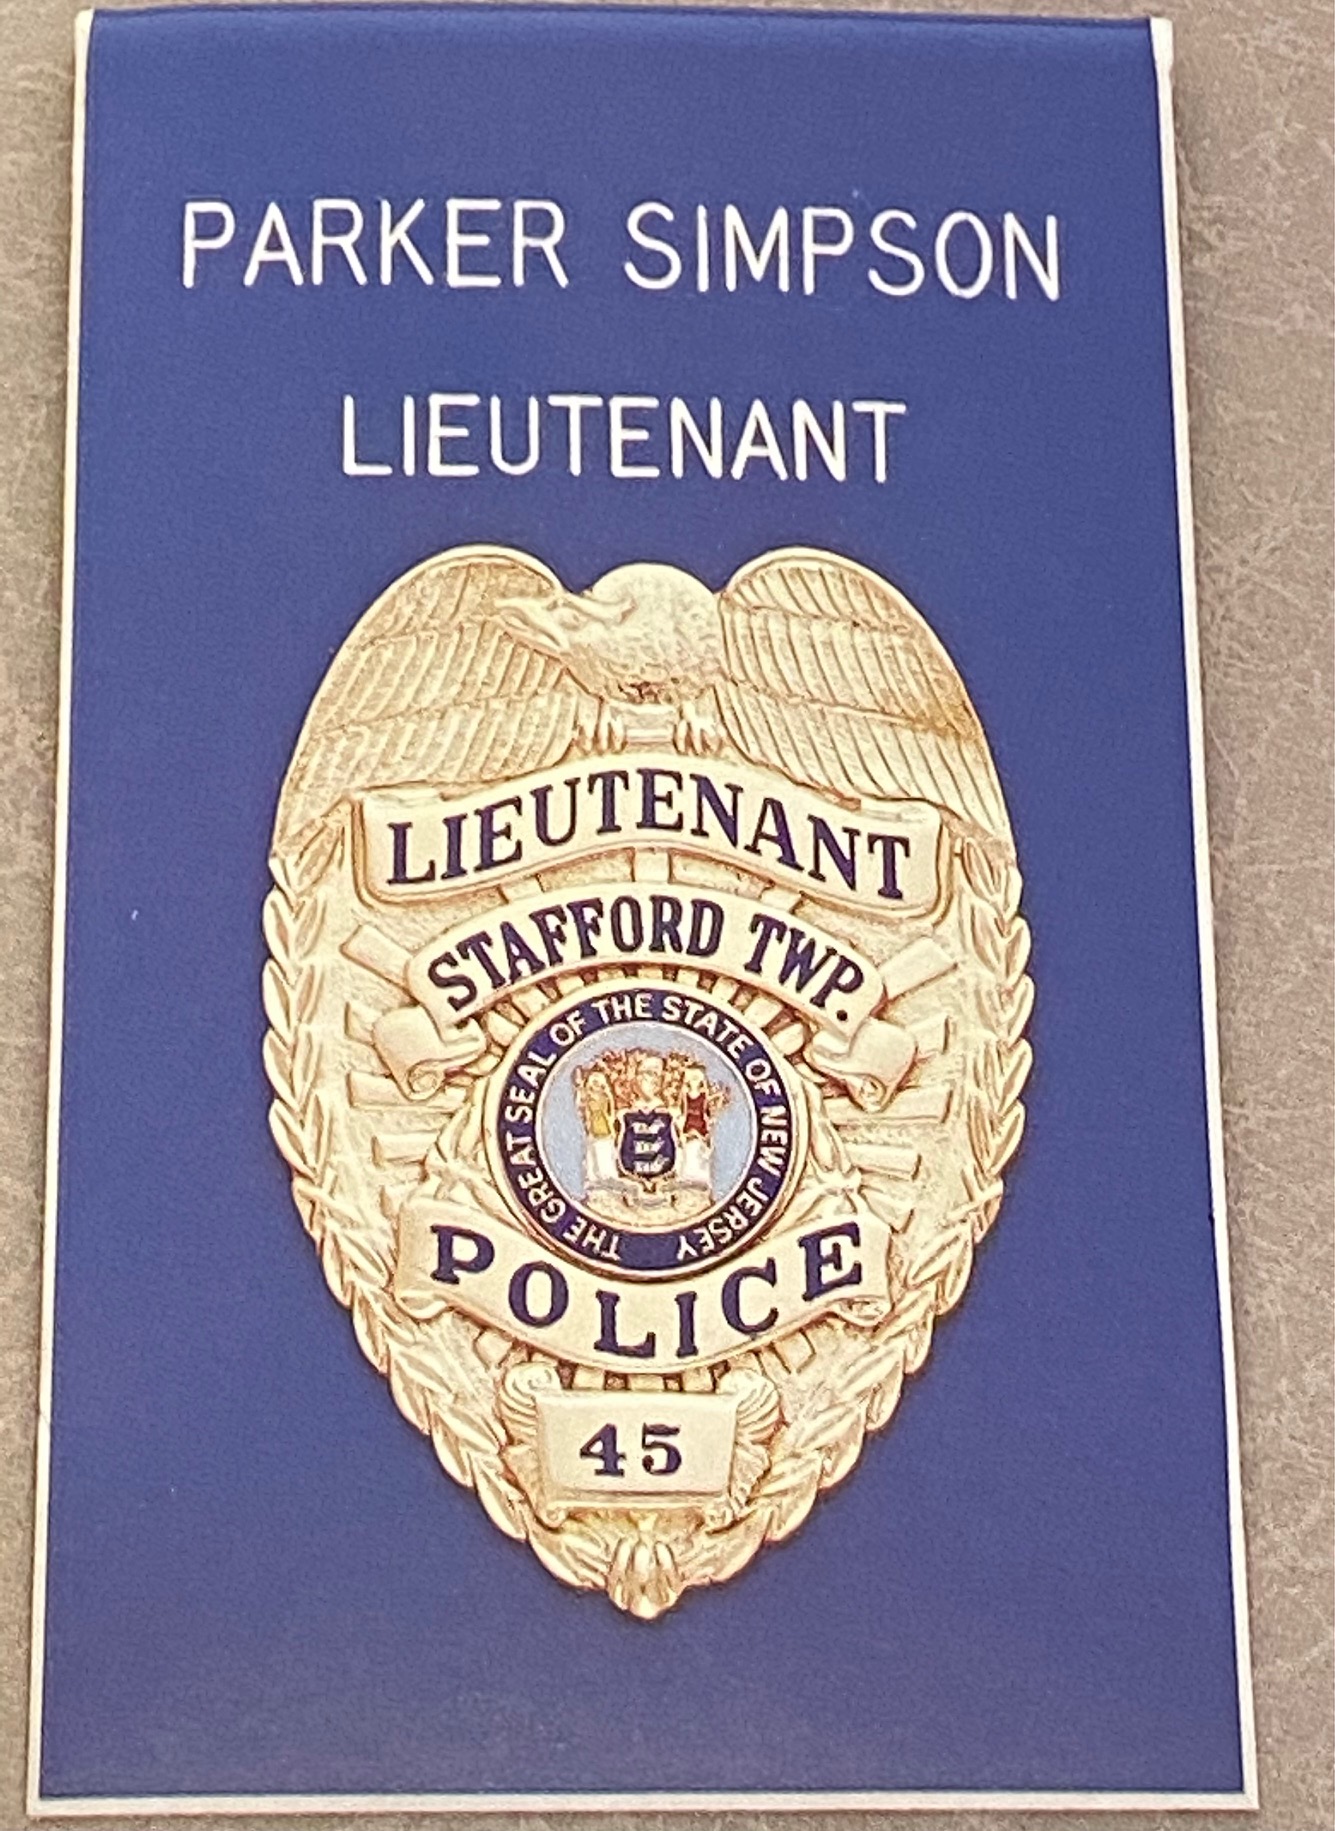 PARKER SIMPSON
LIEUTENANT
LIEUTENANT
STAFFORD TWP.
THE GREAT SEAL OF THE STATE OF NEW JERSEY
POLICE
45